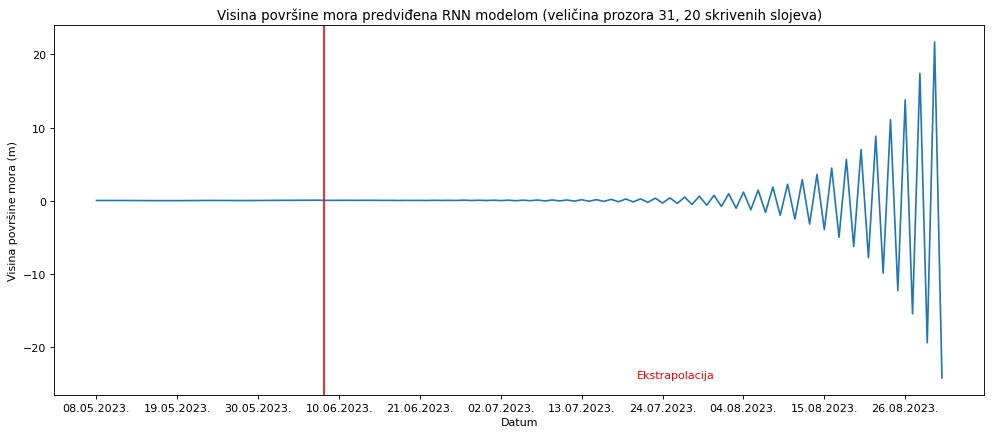 Visina površine mora predviđena RNN modelom (veličina prozora 31, 20 skrivenih slojeva)
Visina površine mora (m)
20
10
0
−10
−20
Ekstrapolacija
08.05.2023. 19.05.2023. 30.05.2023. 10.06.2023. 21.06.2023. 02.07.2023. 13.07.2023. 24.07.2023. 04.08.2023. 15.08.2023. 26.08.2023.
Datum